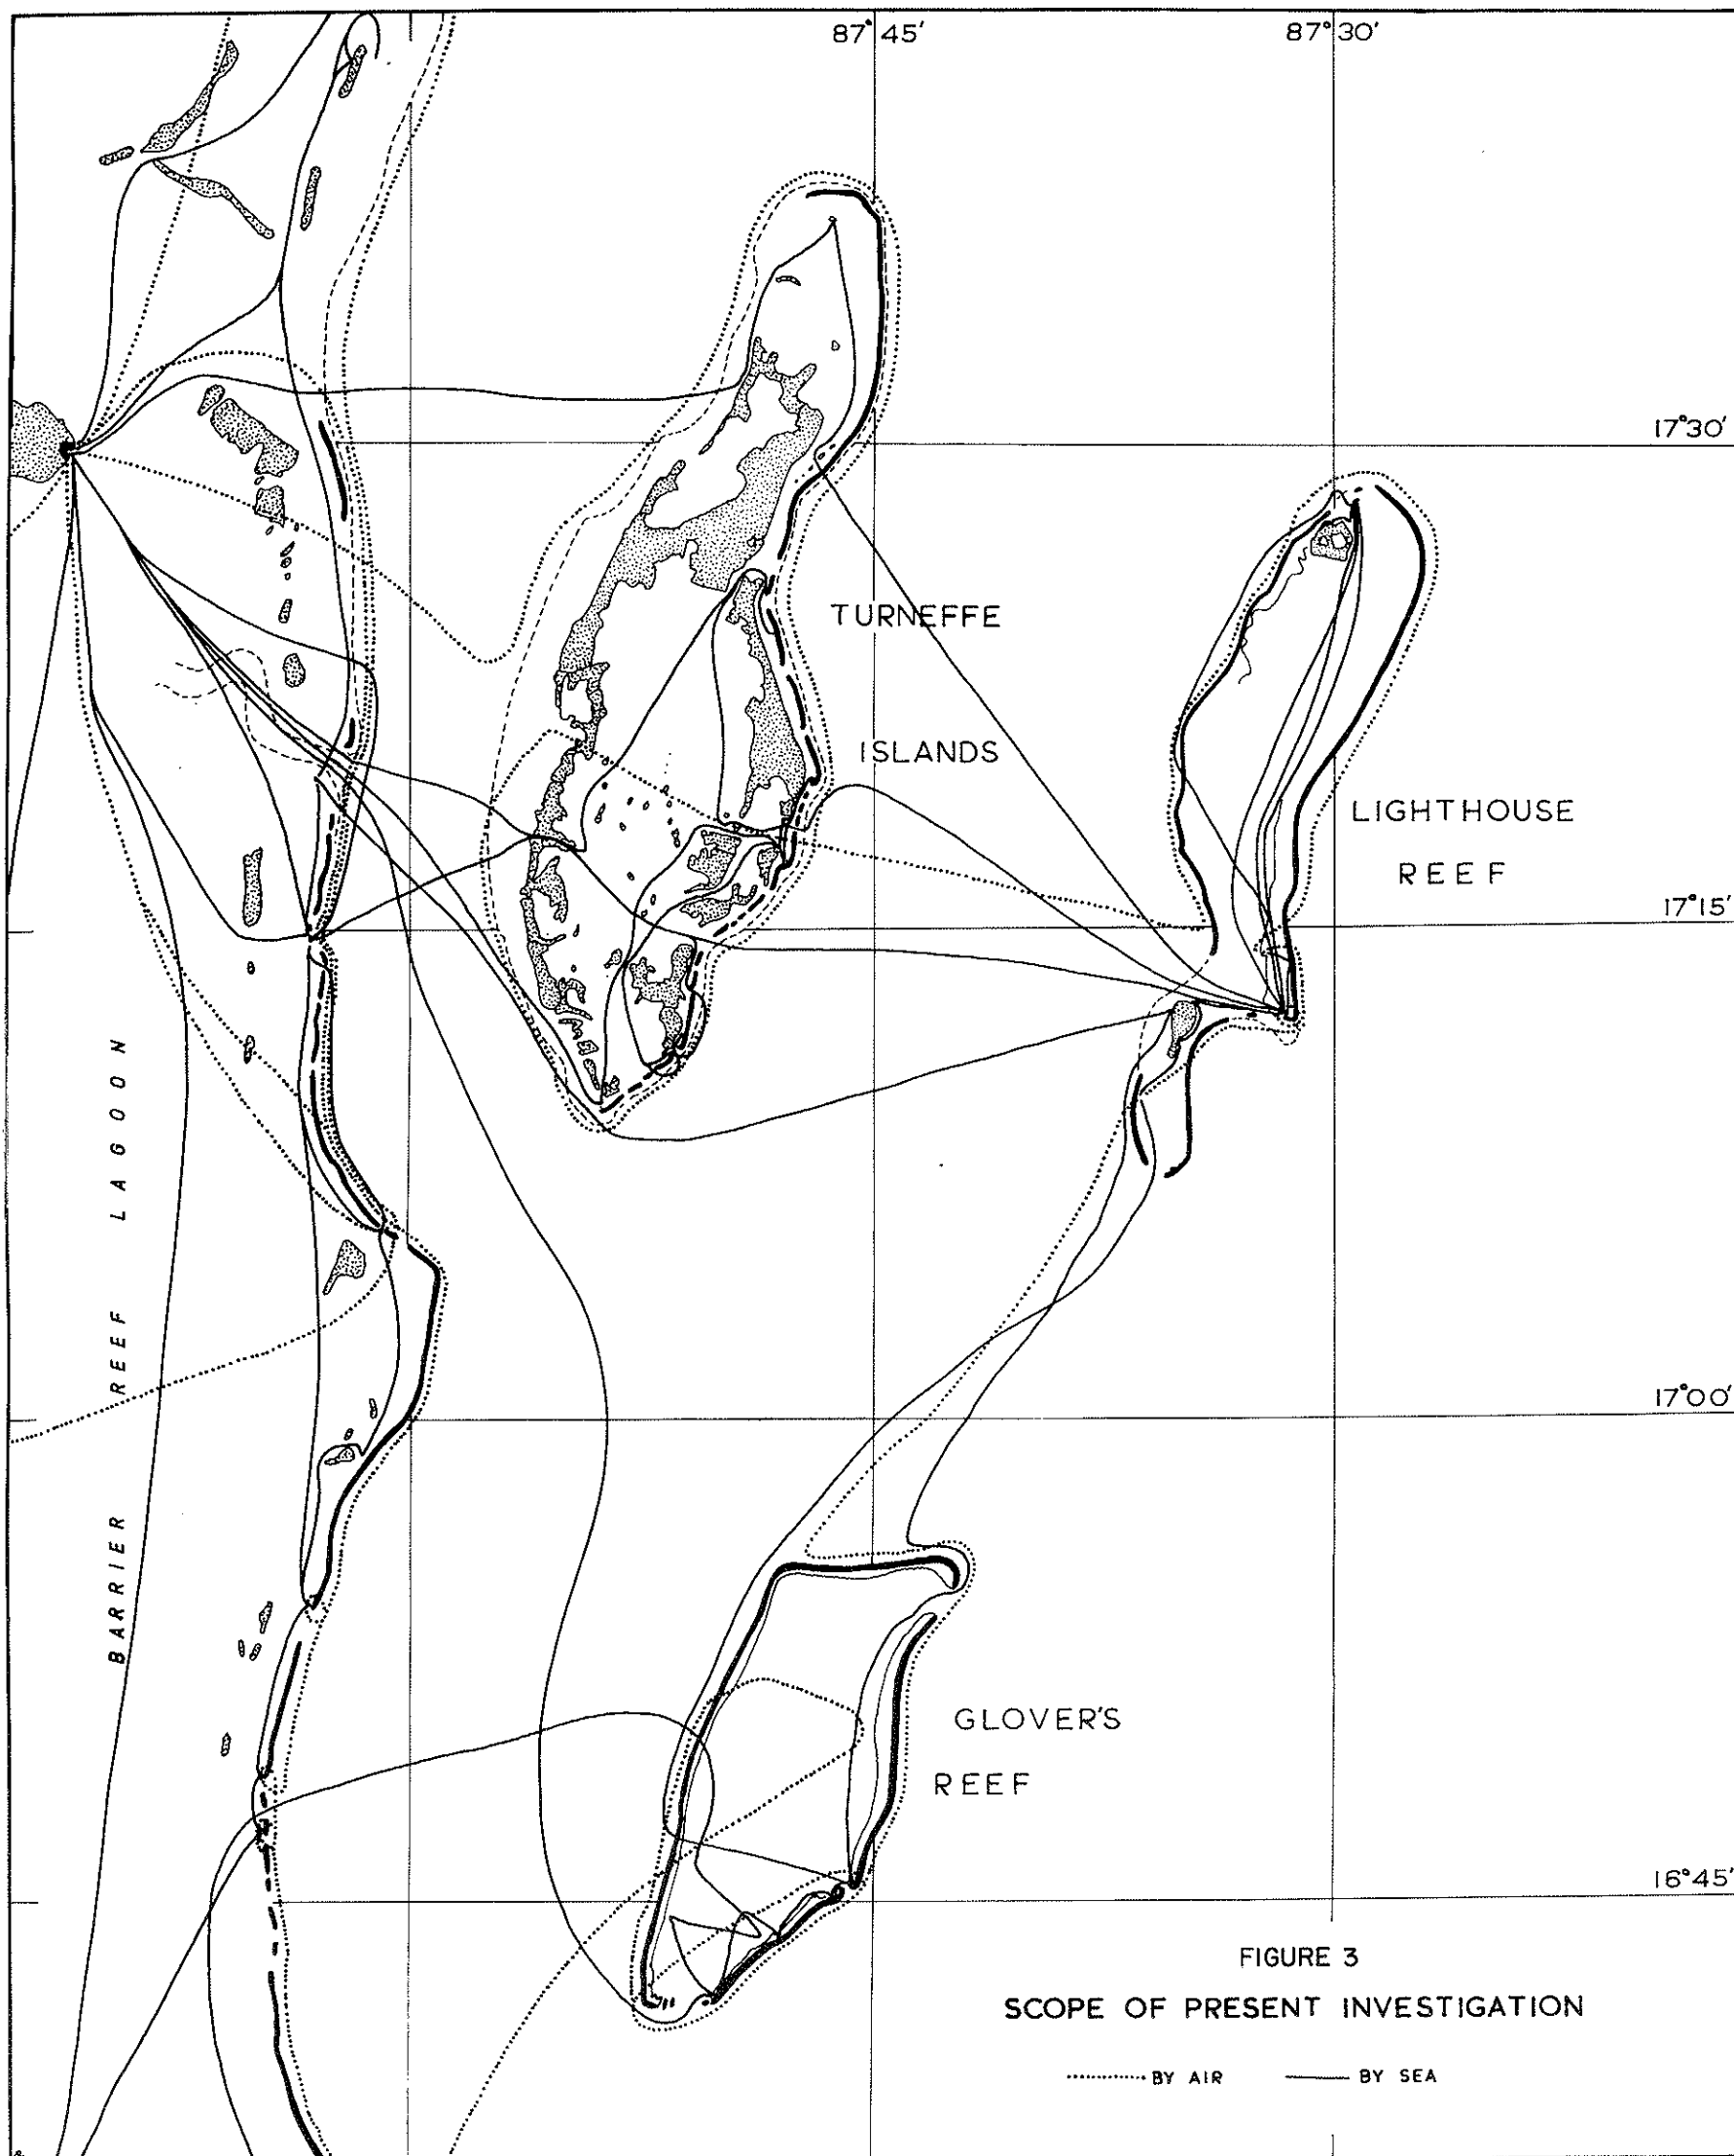 87°45'
87°30'
17°30'
TURNEFFE
ISLANDS
LIGHTHOUSE
REEF
17°15'
BARRIER REEF LAGOON
17°00'
GLOVER'S
REEF
16°45'
FIGURE 3
SCOPE OF PRESENT INVESTIGATION
BY AIR BY SEA